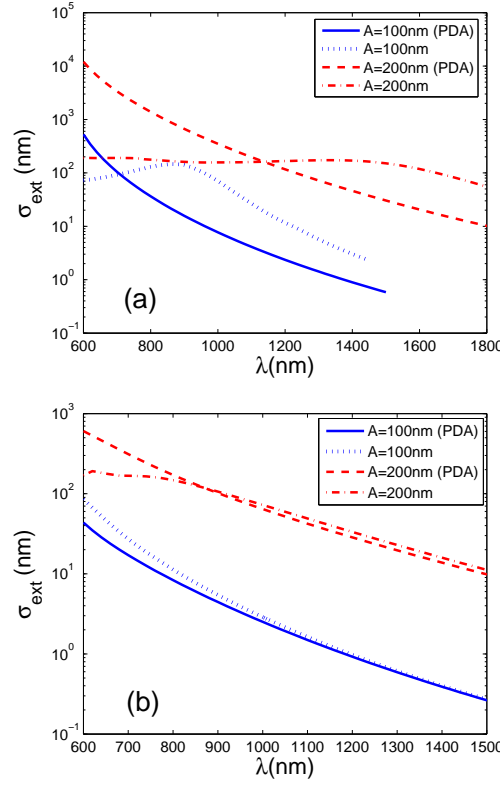 (a)
A=100nm (PDA)
A=100nm
A=200nm (PDA)
A=200nm
10^5
10^4
10^3
10^2
10^1
10^0
10^-1
σ_ext (nm)
600 800 1000 1200 1400 1600 1800
λ(nm)
(b)
A=100nm (PDA)
A=100nm
A=200nm (PDA)
A=200nm
10^3
10^2
10^1
10^0
10^-1
σ_ext (nm)
600 700 800 900 1000 1100 1200 1300 1400 1500
λ(nm)